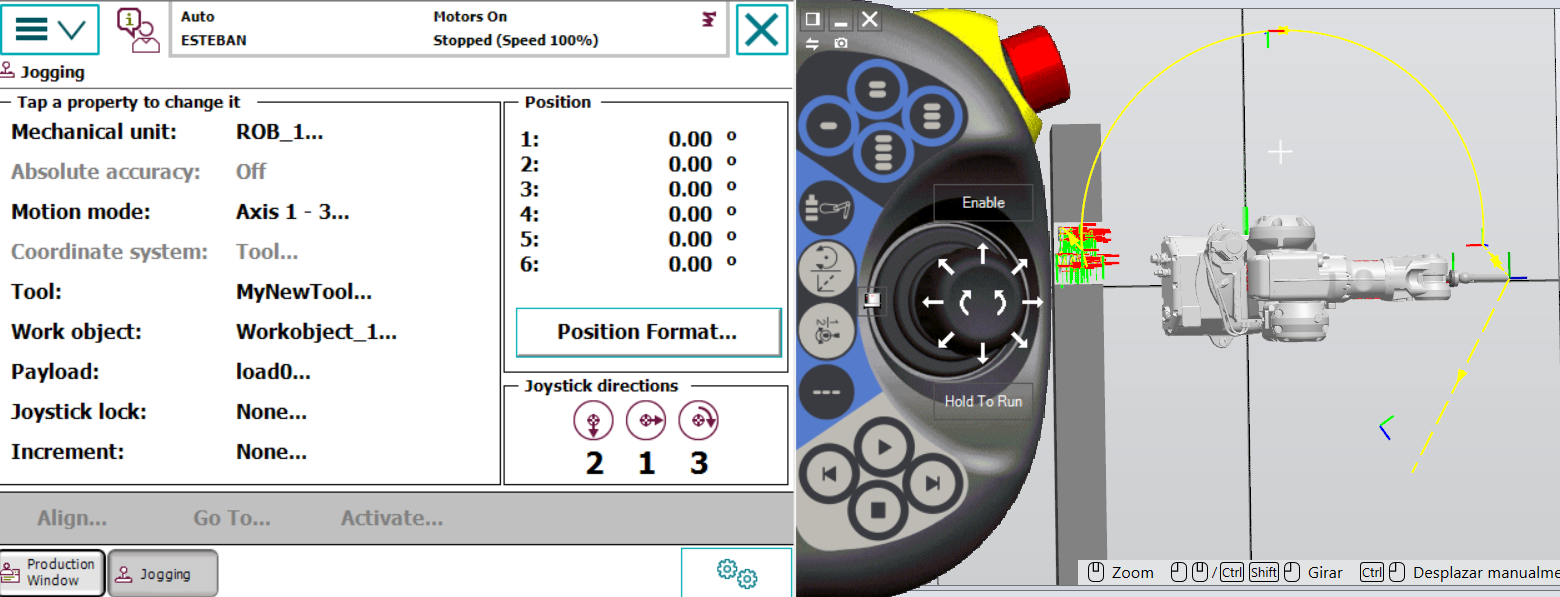 Auto
ESTEBAN
Motors On
Stopped (Speed 100%)
Jogging
Tap a property to change it
Mechanical unit: ROB_1...
Absolute accuracy: Off
Motion mode: Axis 1 - 3...
Coordinate system: Tool...
Tool: MyNewTool...
Work object: Workobject_1...
Payload: load0...
Joystick lock: None...
Increment: None...
Position
1: 0.00 º
2: 0.00 º
3: 0.00 º
4: 0.00 º
5: 0.00 º
6: 0.00 º
Position Format...
Joystick directions
2 1 3
Align... Go To... Activate...
Production
Window
Jogging
Enable
Hold To Run
Zoom / Ctrl Shift Girar Ctrl Desplazar manualme